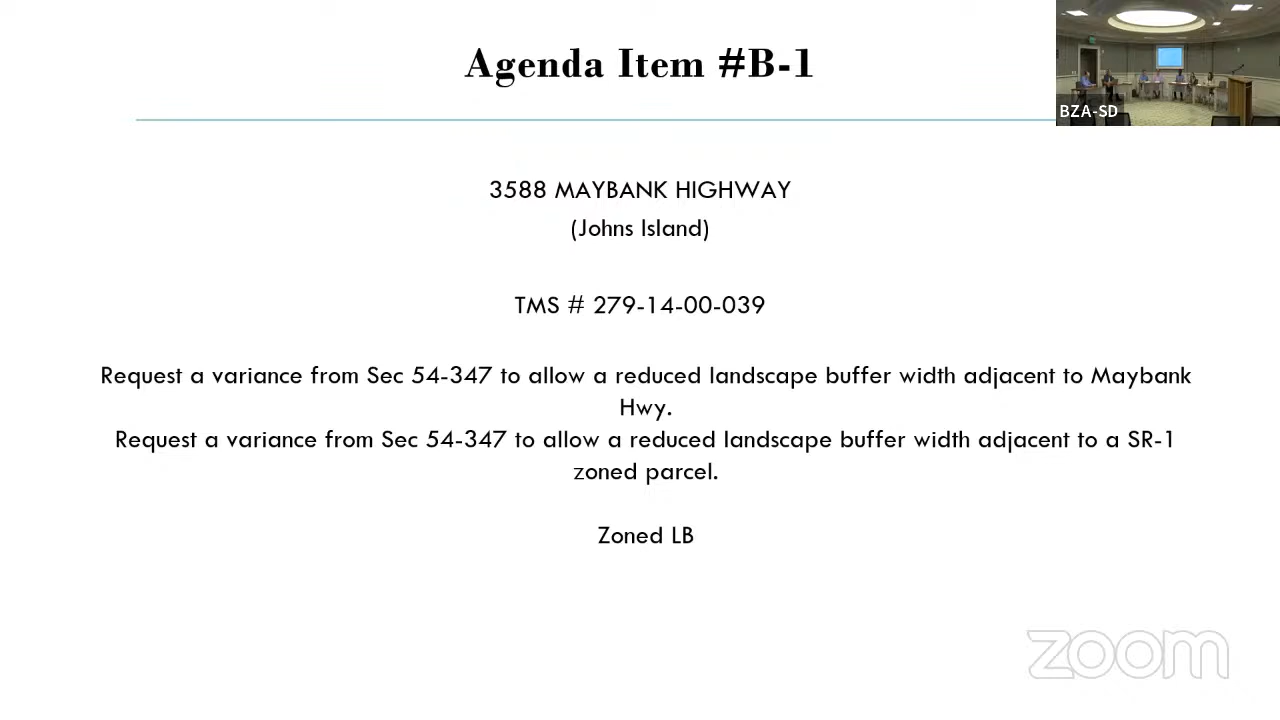 Agenda Item #B-1
BZA-SD
3588 MAYBANK HIGHWAY
(Johns Island)
TMS # 279-14-00-039
Request a variance from Sec 54-347 to allow a reduced landscape buffer width adjacent to Maybank
Hwy.
Request a variance from Sec 54-347 to allow a reduced landscape buffer width adjacent to a SR-1
zoned parcel.
Zoned LB
zoom